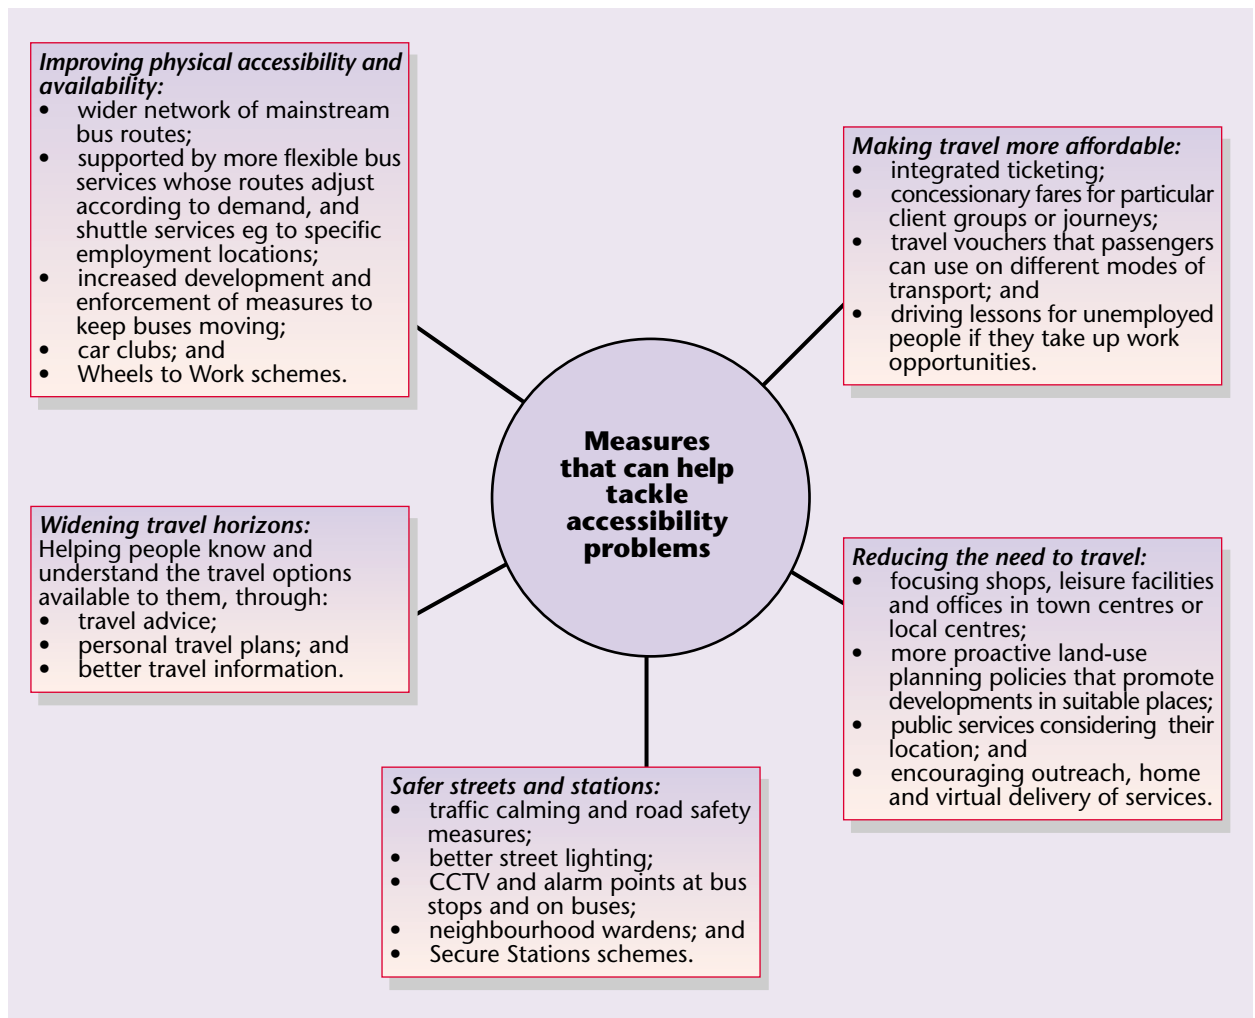 Improving physical accessibility and
availability:
• wider network of mainstream
bus routes;
• supported by more flexible bus
services whose routes adjust
according to demand, and
shuttle services eg to specific
employment locations;
• increased development and
enforcement of measures to
keep buses moving;
• car clubs; and
• Wheels to Work schemes.
Making travel more affordable:
• integrated ticketing;
• concessionary fares for particular
client groups or journeys;
• travel vouchers that passengers
can use on different modes of
transport; and
• driving lessons for unemployed
people if they take up work
opportunities.
Measures
that can help
tackle
accessibility
problems
Widening travel horizons:
Helping people know and
understand the travel options
available to them, through:
• travel advice;
• personal travel plans; and
• better travel information.
Reducing the need to travel:
• focusing shops, leisure facilities
and offices in town centres or
local centres;
• more proactive land-use
planning policies that promote
developments in suitable places;
• public services considering their
location; and
• encouraging outreach, home
and virtual delivery of services.
Safer streets and stations:
• traffic calming and road safety
measures;
• better street lighting;
• CCTV and alarm points at bus
stops and on buses;
• neighbourhood wardens; and
• Secure Stations schemes.